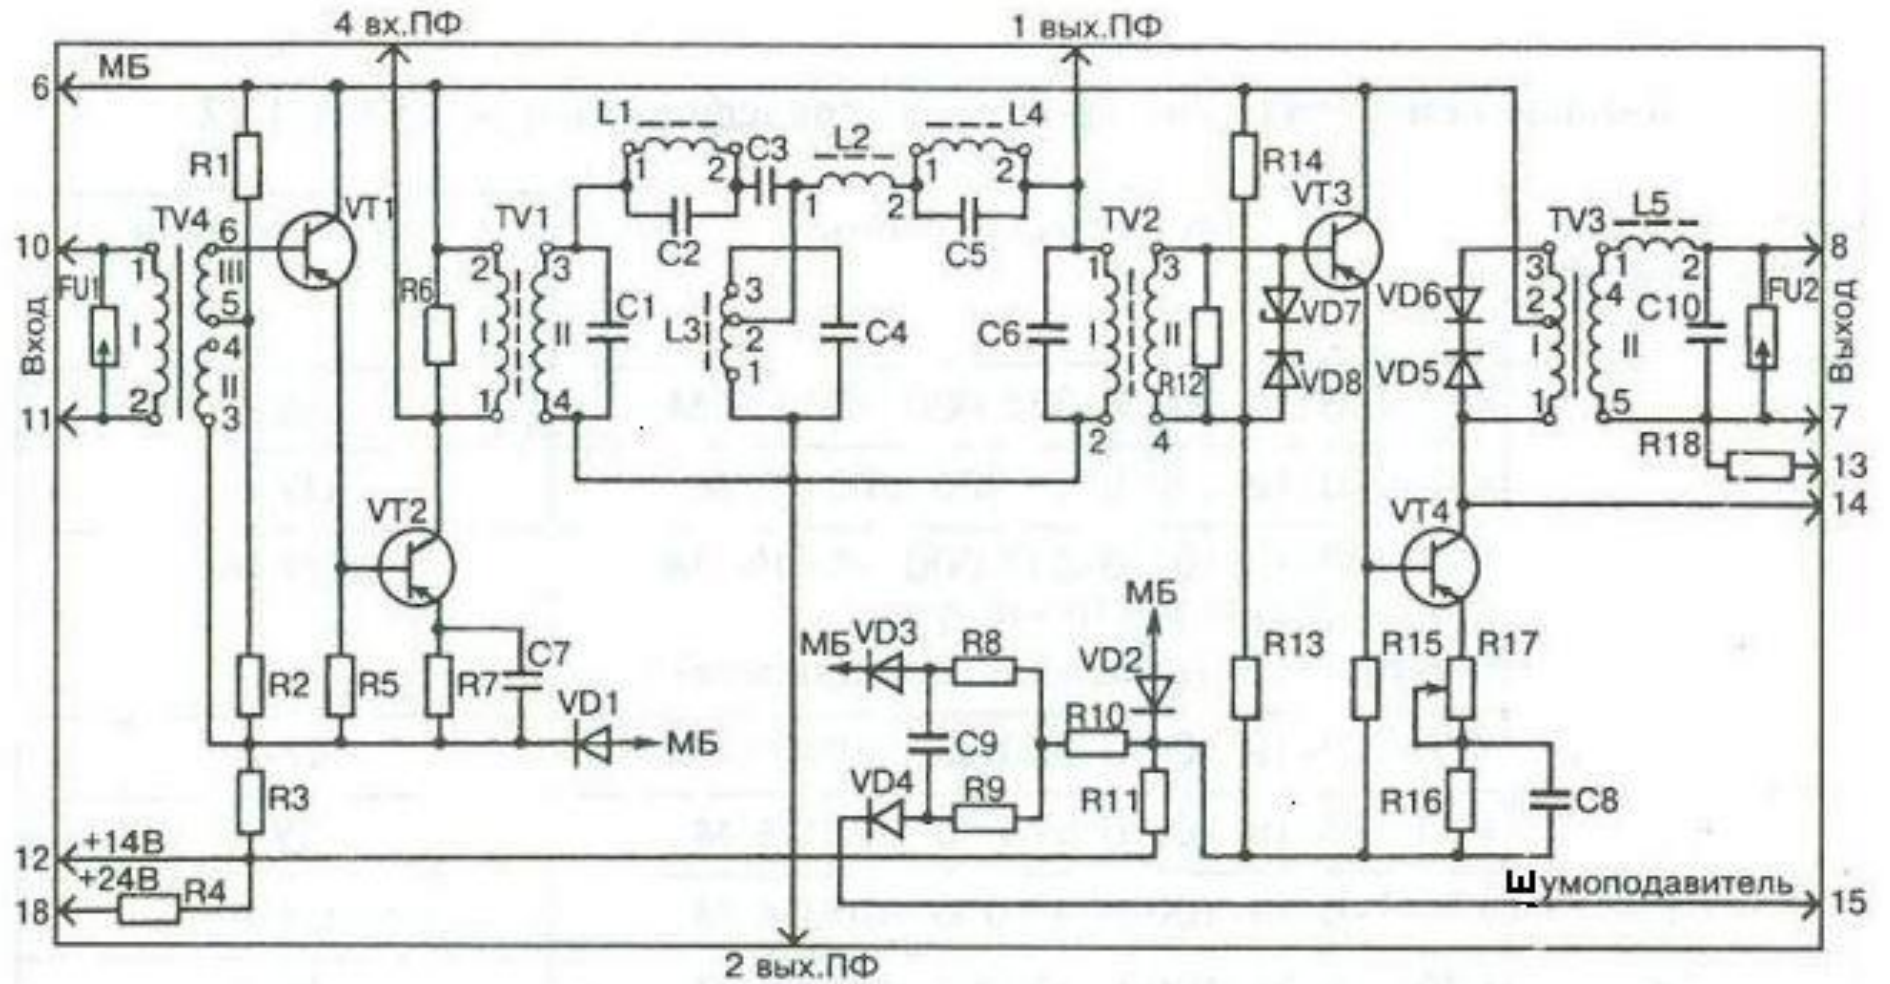 4 вх.ПФ
1 вых.ПФ
6
МБ
L1
L4
C3
L2
1
2
1
2
R1
R14
VT1
VT3
1
2
C2
C5
TV4
TV1
TV2
TV3
L5
10
6
III
1
2
3
1
3
3
1
2
8
FU1
5
R6
C1
3
VD7
VD6
2
4
C10
FU2
Вход
I
4
I
II
L3
2
C4
C6
I
II
R12
VD8
VD5
I
II
Выход
II
1
11
2
3
1
4
2
4
1
5
7
R18
13
14
VT2
VT4
МБ
МБ
VD3
R8
VD2
R13
R15
R17
R2
R5
R7
C7
VD1
МБ
R10
C9
R3
VD4
R9
R11
R16
C8
12
+14В
+24В
18
R4
Шумоподавитель
15
2 вых.ПФ